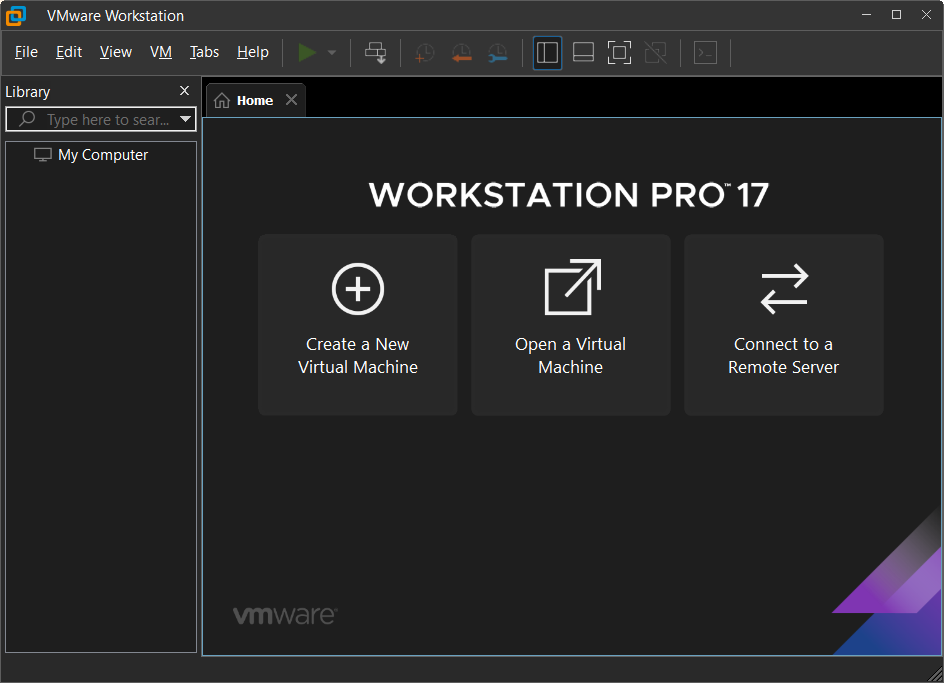 VMware Workstation
File Edit View VM Tabs Help
Library
Type here to sear...
My Computer
Home
WORKSTATION PRO™ 17
Create a New
Virtual Machine
Open a Virtual
Machine
Connect to a
Remote Server
vmware®